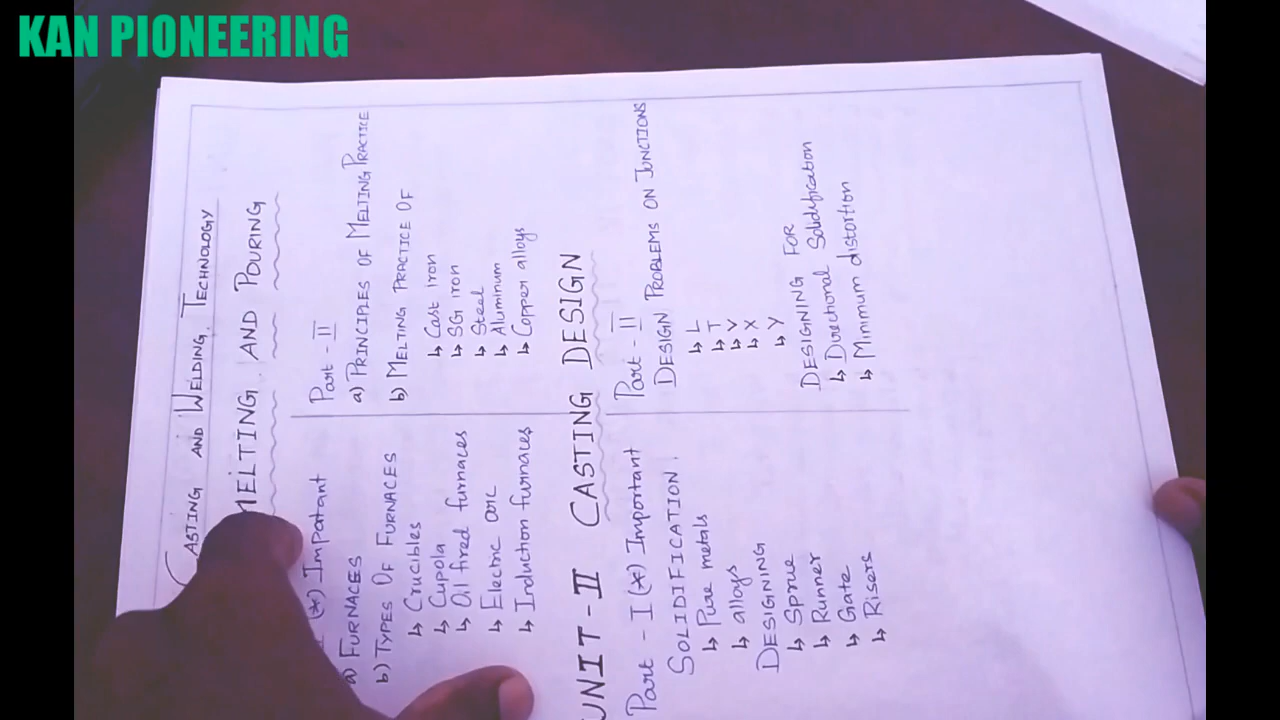 KAN PIONEERING
CASTING AND WELDING TECHNOLOGY
MELTING AND POURING
(*) Impotant
a) FURNACES
b) TYPES OF FURNACES
↳ Crucibles
↳ Cupola
↳ Oil fired furnaces
↳ Electric arc
↳ Induction furnaces
Part - II
a) PRINCIPLES OF MELTING PRACTICE
b) MELTING PRACTICE OF
↳ Cast iron
↳ SG iron
↳ Steel
↳ Aluminum
↳ Copper alloys
UNIT - II CASTING DESIGN
Part - I (*) Important
SOLIDIFICATION.
↳ Pure metals
↳ alloys
DESIGNING
↳ Sprue
↳ Runner
↳ Gate
↳ Risers
Part - II
DESIGN PROBLEMS ON JUNCTIONS
↳ L
↳ T
↳ V
↳ X
↳ Y
DESIGNING FOR
↳ Directional Solidification
↳ Minimum distortion